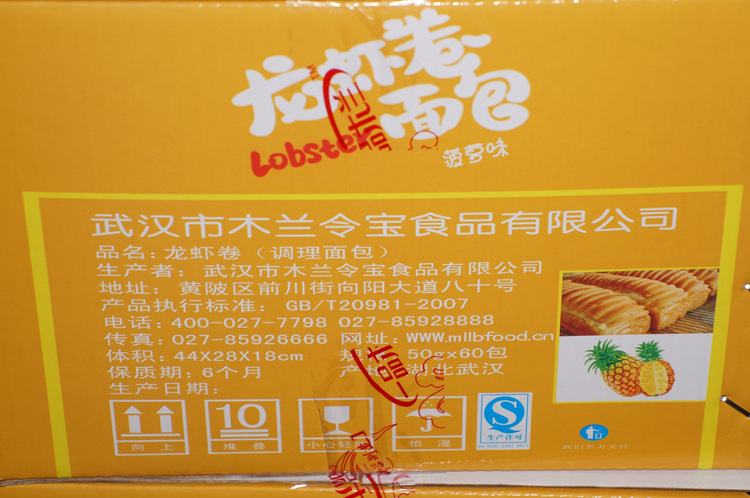 龙虾卷面包
Lobster
菠萝味
武汉市木兰令宝食品有限公司
品名：龙虾卷（调理面包）
生产者：武汉市木兰令宝食品有限公司
地址：黄陂区前川街向阳大道八十号
产品执行标准：GB/T20981-2007
电话：400-027-7798 027-85928888
传真：027-85926666 网址：www.mllbfood.cn
体积：44X28X18cm 规格：50gx60包
保质期：6个月 产地：湖北武汉
生产日期：
10
向上 堆叠 小心轻放 怕湿
生产许可